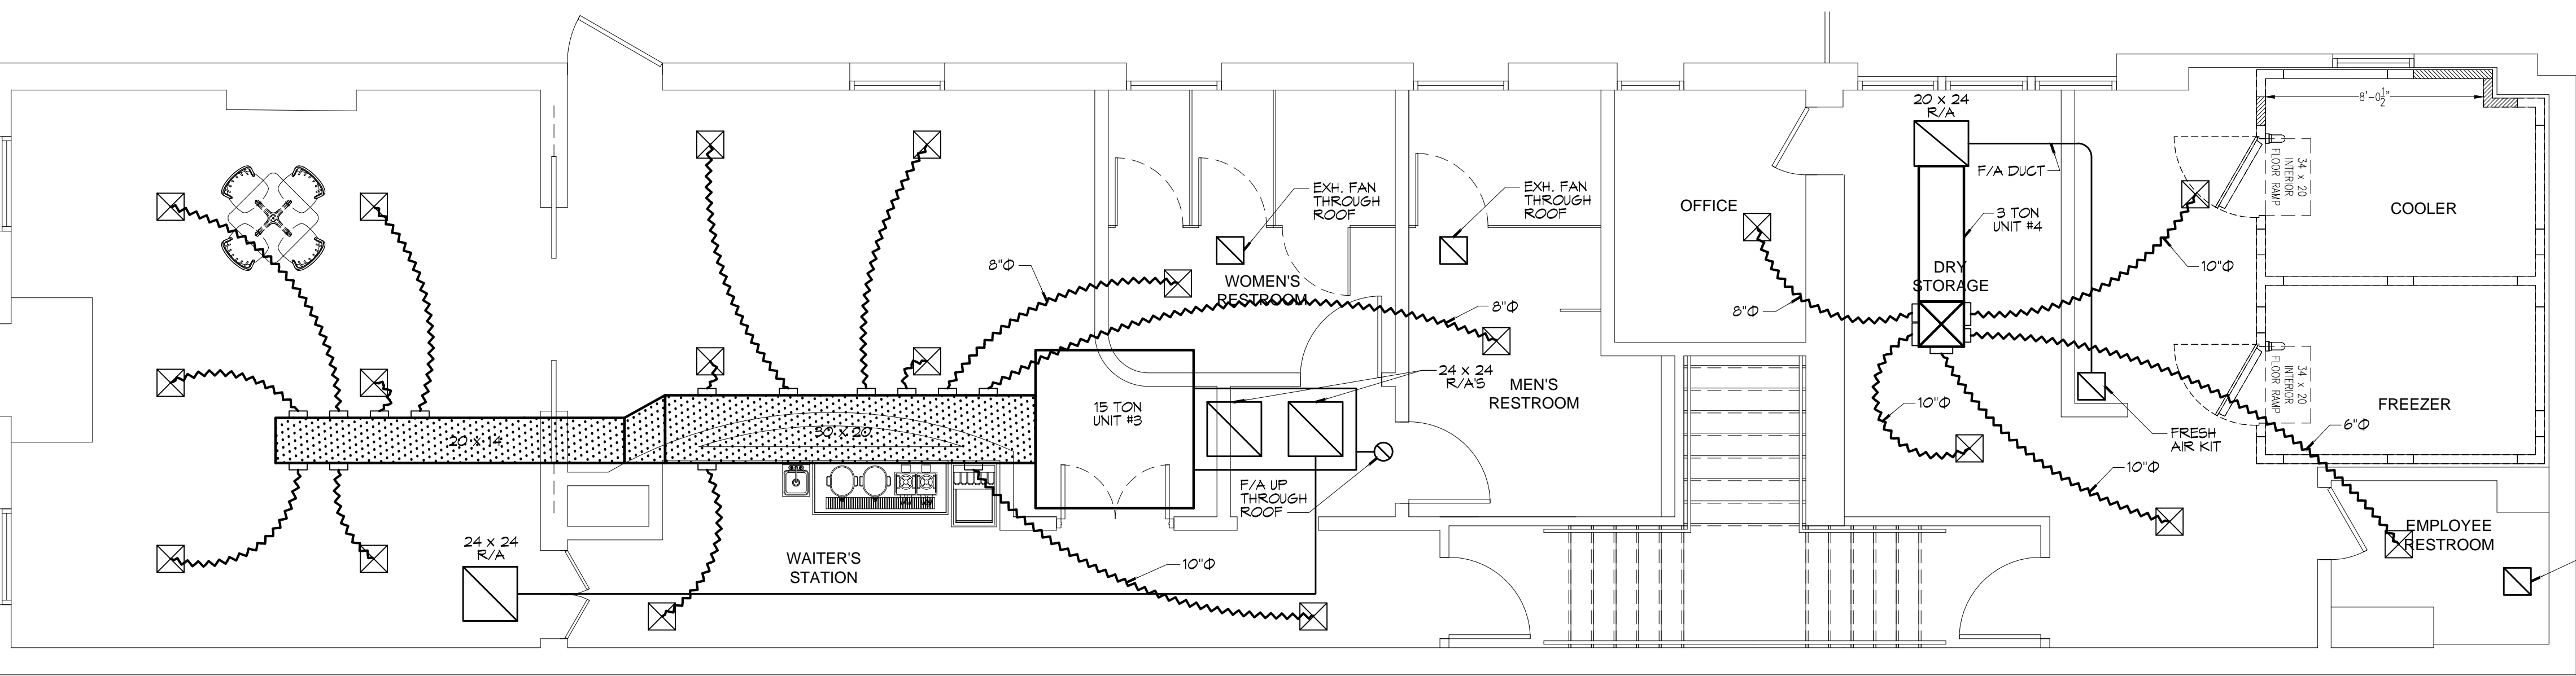 20 x 24
R/A
8'-0½"
34 x 20
INTERIOR
FLOOR RAMP
F/A DUCT
EXH. FAN
THROUGH
ROOF
EXH. FAN
THROUGH
ROOF
OFFICE
3 TON
UNIT #4
COOLER
8"Φ
WOMEN'S
RESTROOM
DRY
STORAGE
10"Φ
8"Φ
8"Φ
24 x 24
R/A'S
MEN'S
RESTROOM
34 x 20
INTERIOR
FLOOR RAMP
15 TON
UNIT #3
10"Φ
FREEZER
20 x 14
30 x 20
FRESH
AIR KIT
6"Φ
10"Φ
F/A UP
THROUGH
ROOF
24 x 24
R/A
WAITER'S
STATION
10"Φ
EMPLOYEE
RESTROOM